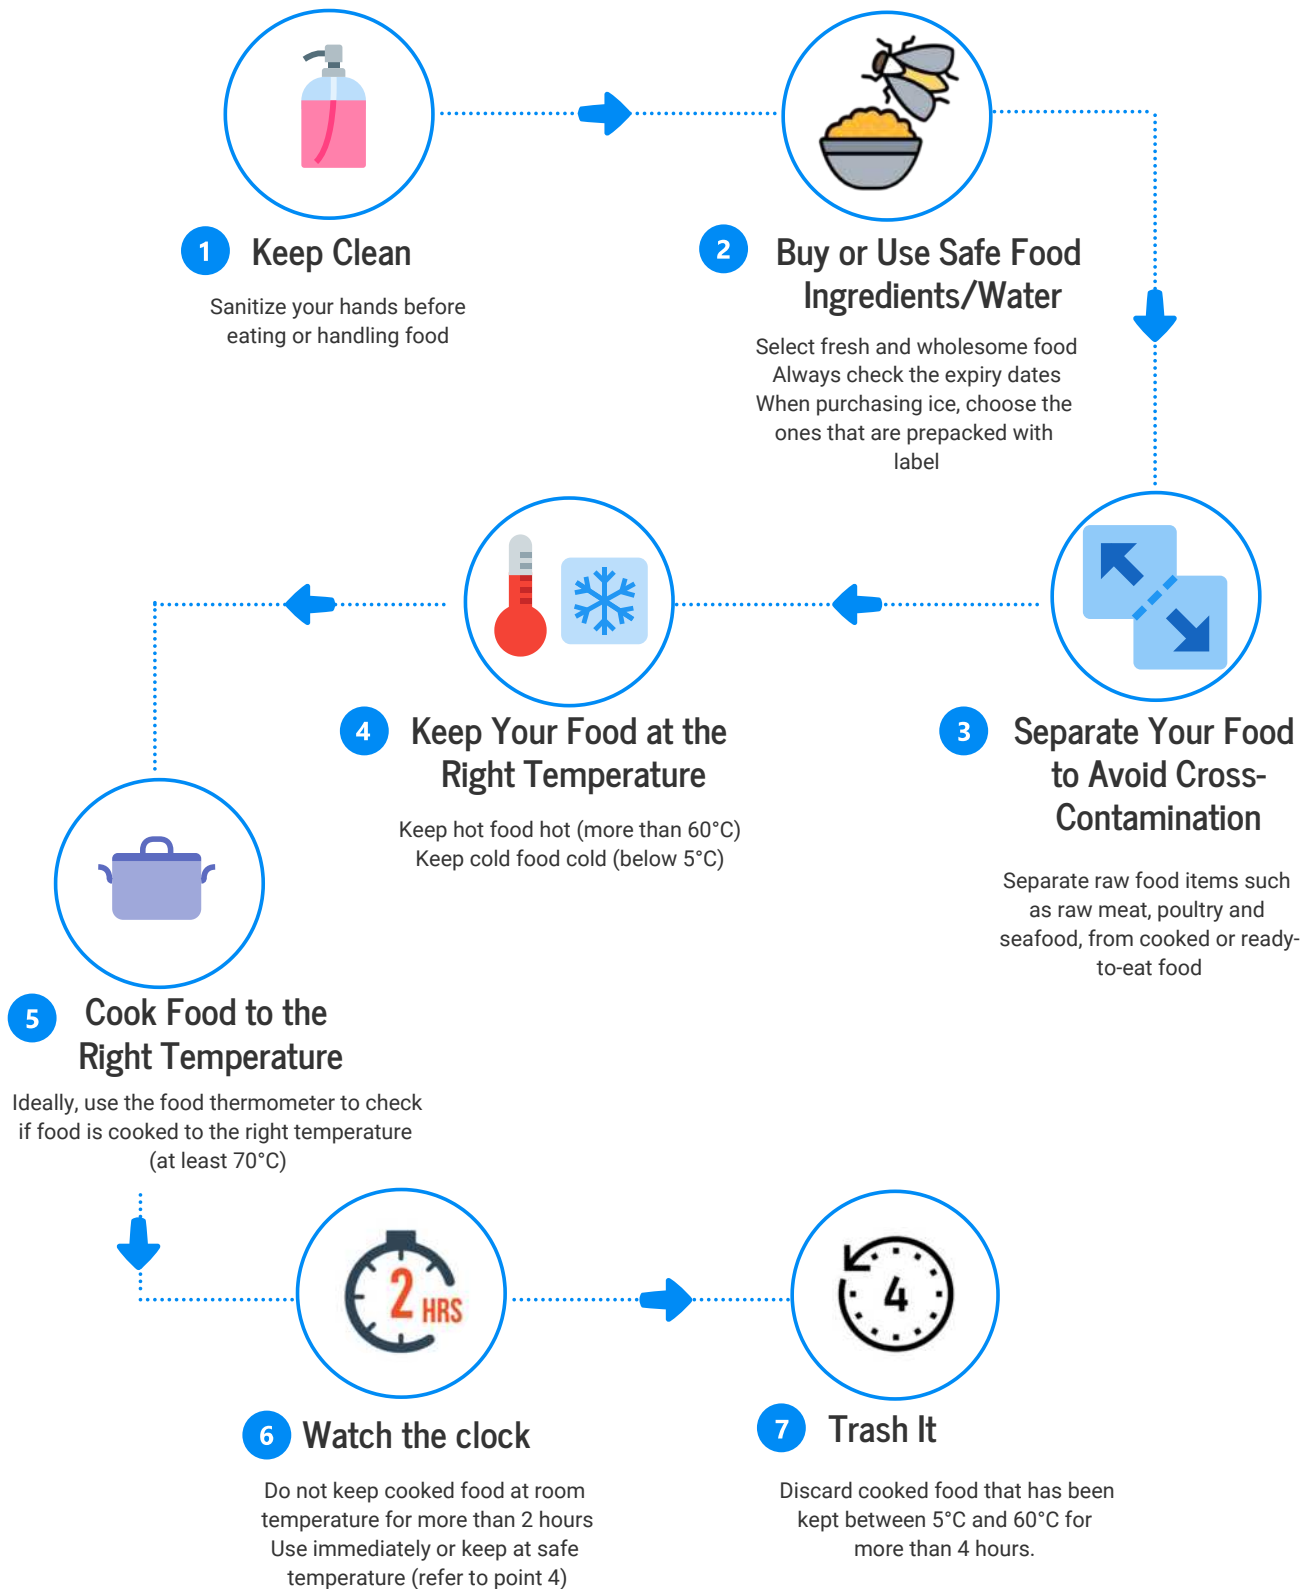 1 Keep Clean
Sanitize your hands before
eating or handling food
2 Buy or Use Safe Food
Ingredients/Water
Select fresh and wholesome food
Always check the expiry dates
When purchasing ice, choose the
ones that are prepacked with
label
3 Separate Your Food
to Avoid Cross-
Contamination
Separate raw food items such
as raw meat, poultry and
seafood, from cooked or ready-
to-eat food
4 Keep Your Food at the
Right Temperature
Keep hot food hot (more than 60°C)
Keep cold food cold (below 5°C)
5 Cook Food to the
Right Temperature
Ideally, use the food thermometer to check
if food is cooked to the right temperature
(at least 70°C)
2 HRS
6 Watch the clock
Do not keep cooked food at room
temperature for more than 2 hours
Use immediately or keep at safe
temperature (refer to point 4)
4
7 Trash It
Discard cooked food that has been
kept between 5°C and 60°C for
more than 4 hours.